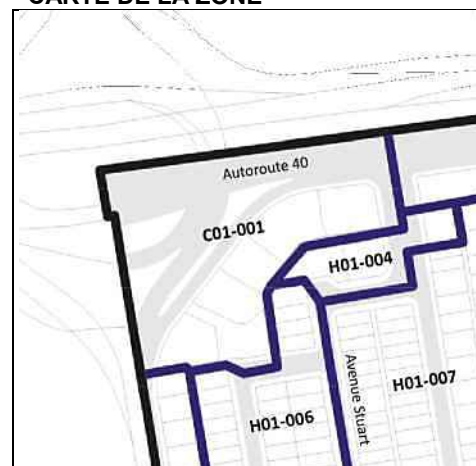 CARTE DE LA ZONE
Autoroute 40
C01-001
H01-004
Avenue Stuart
H01-007
H01-006